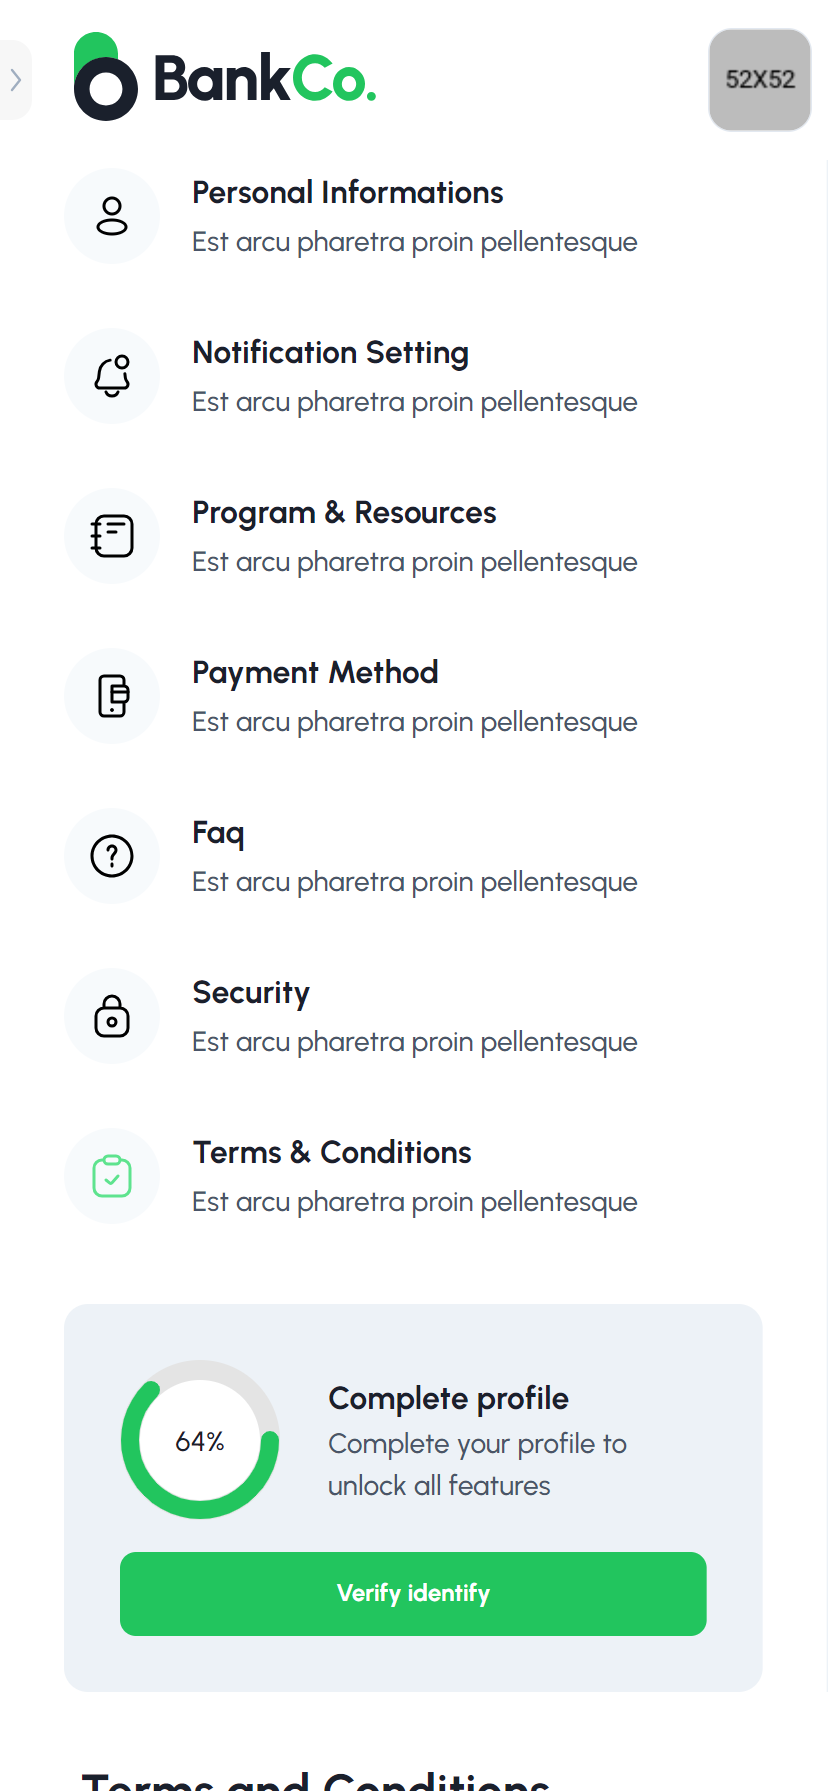 BankCo.
52X52
Personal Informations
Est arcu pharetra proin pellentesque
Notification Setting
Est arcu pharetra proin pellentesque
Program & Resources
Est arcu pharetra proin pellentesque
Payment Method
Est arcu pharetra proin pellentesque
Faq
Est arcu pharetra proin pellentesque
Security
Est arcu pharetra proin pellentesque
Terms & Conditions
Est arcu pharetra proin pellentesque
64%
Complete profile
Complete your profile to
unlock all features
Verify identify
Terms and Conditions